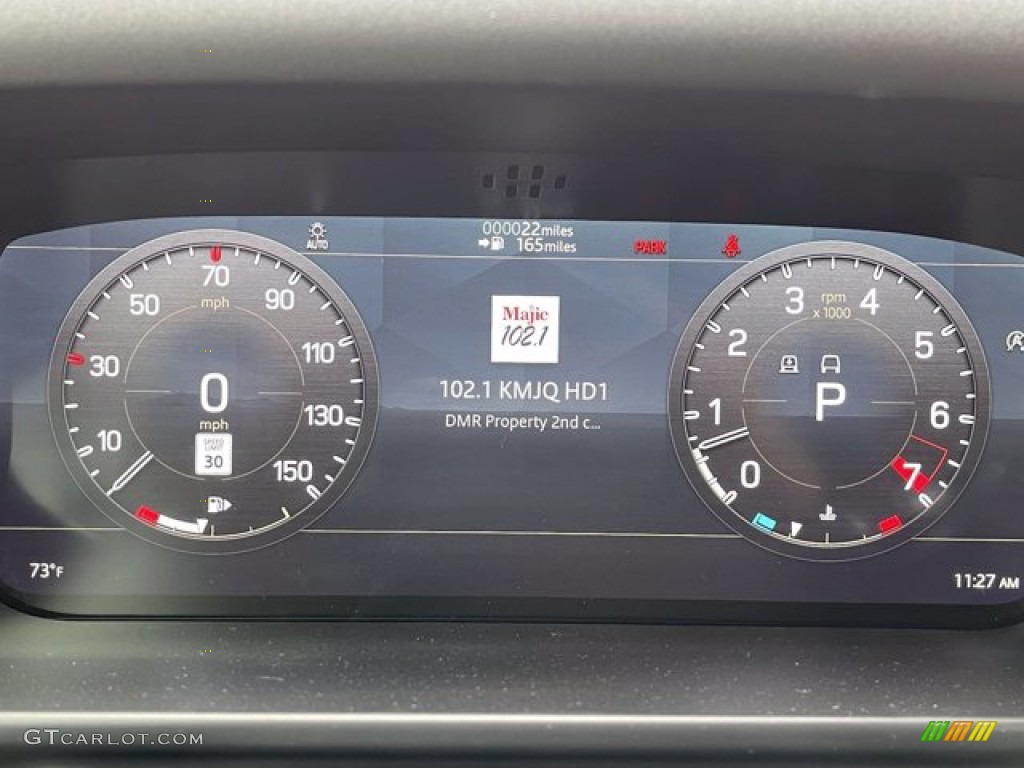 AUTO
000022miles
165miles
PARK
70
mph
50
90
30
110
0
mph
130
10
SPEED
LIMIT
30
150
Majic
102.1
102.1 KMJQ HD1
DMR Property 2nd c...
3
rpm
x 1000
4
2
5
P
1
6
0
7
73°F
11:27 AM
GTCARLOT.COM